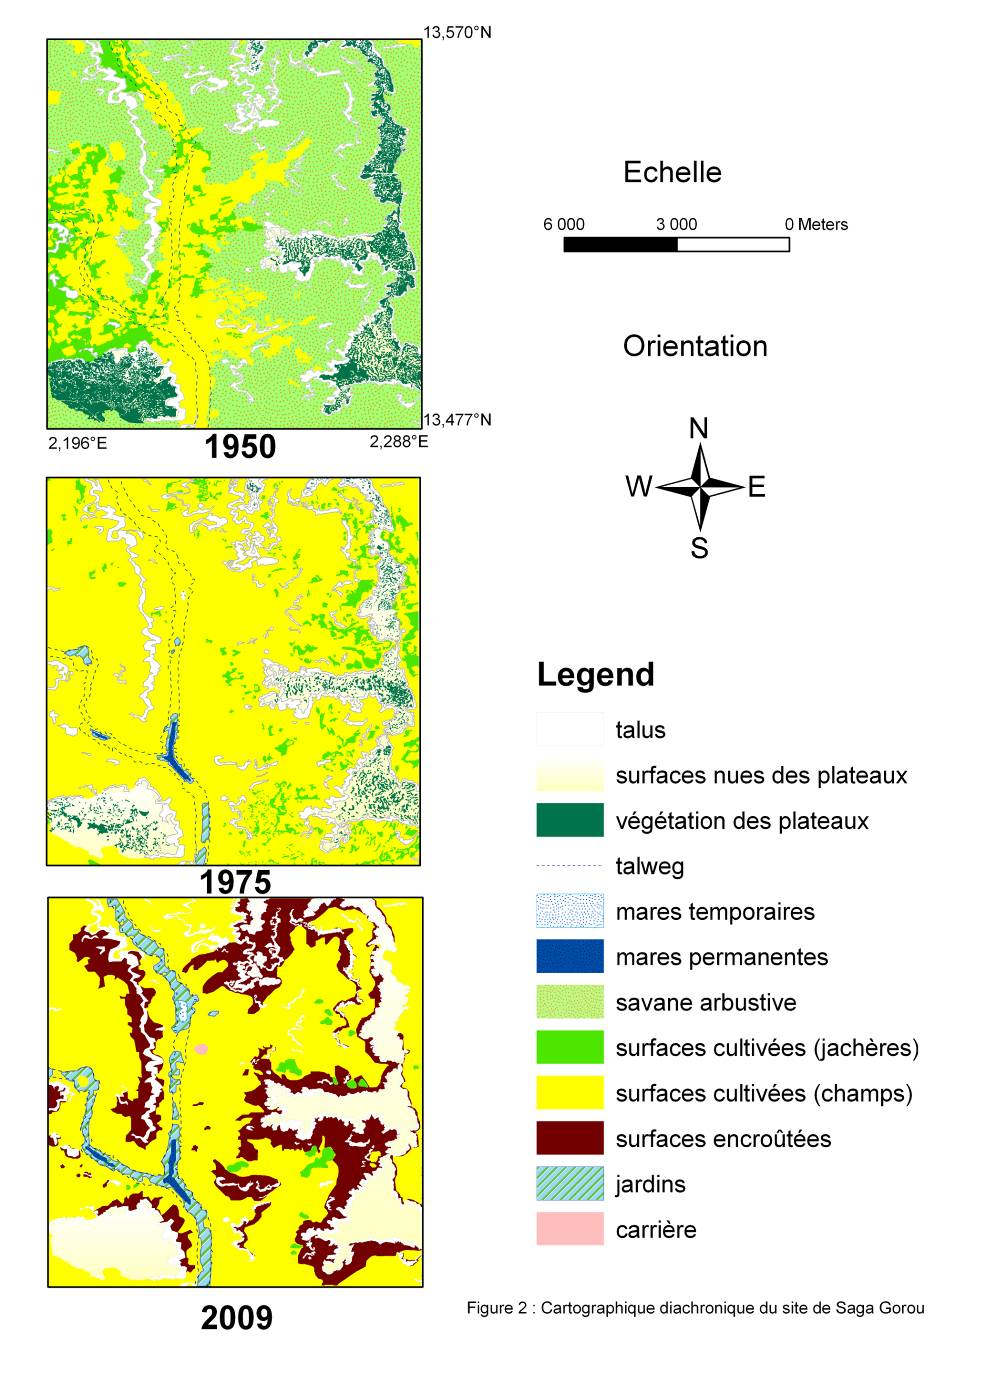 13,570°N
13,477°N
2,196°E
2,288°E
1950
1975
2009
Echelle
6 000 3 000 0 Meters
Orientation
N
W E
S
Legend
talus
surfaces nues des plateaux
végétation des plateaux
talweg
mares temporaires
mares permanentes
savane arbustive
surfaces cultivées (jachères)
surfaces cultivées (champs)
surfaces encroûtées
jardins
carrière
Figure 2 : Cartographique diachronique du site de Saga Gorou